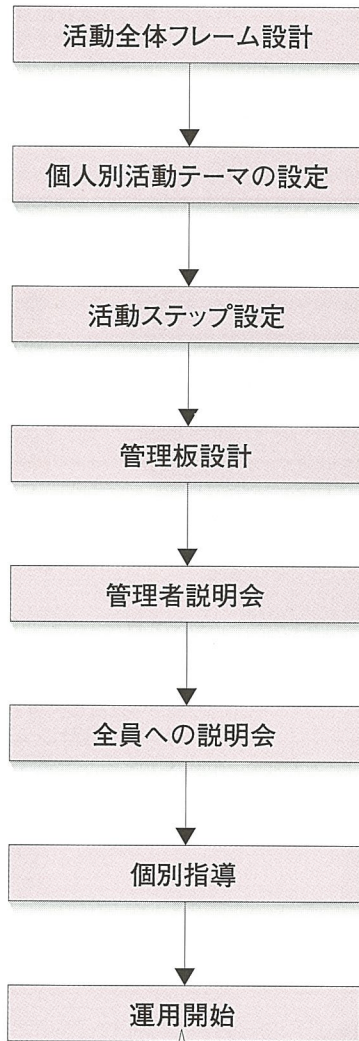 活動全体フレーム設計
個人別活動テーマの設定
活動ステップ設定
管理板設計
管理者説明会
全員への説明会
個別指導
運用開始